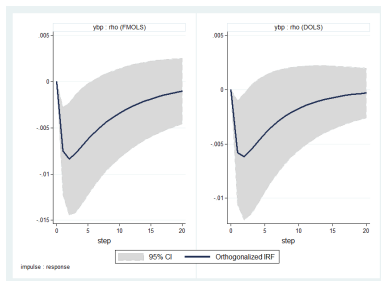 ybp : rho (FMOLS)
ybp : rho (DOLS)
.005
0
-.005
-.01
-.015
0 5 10 15 20
step
.005
0
-.005
-.01
0 5 10 15 20
step
95% CI Orthogonalized IRF
impulse : response